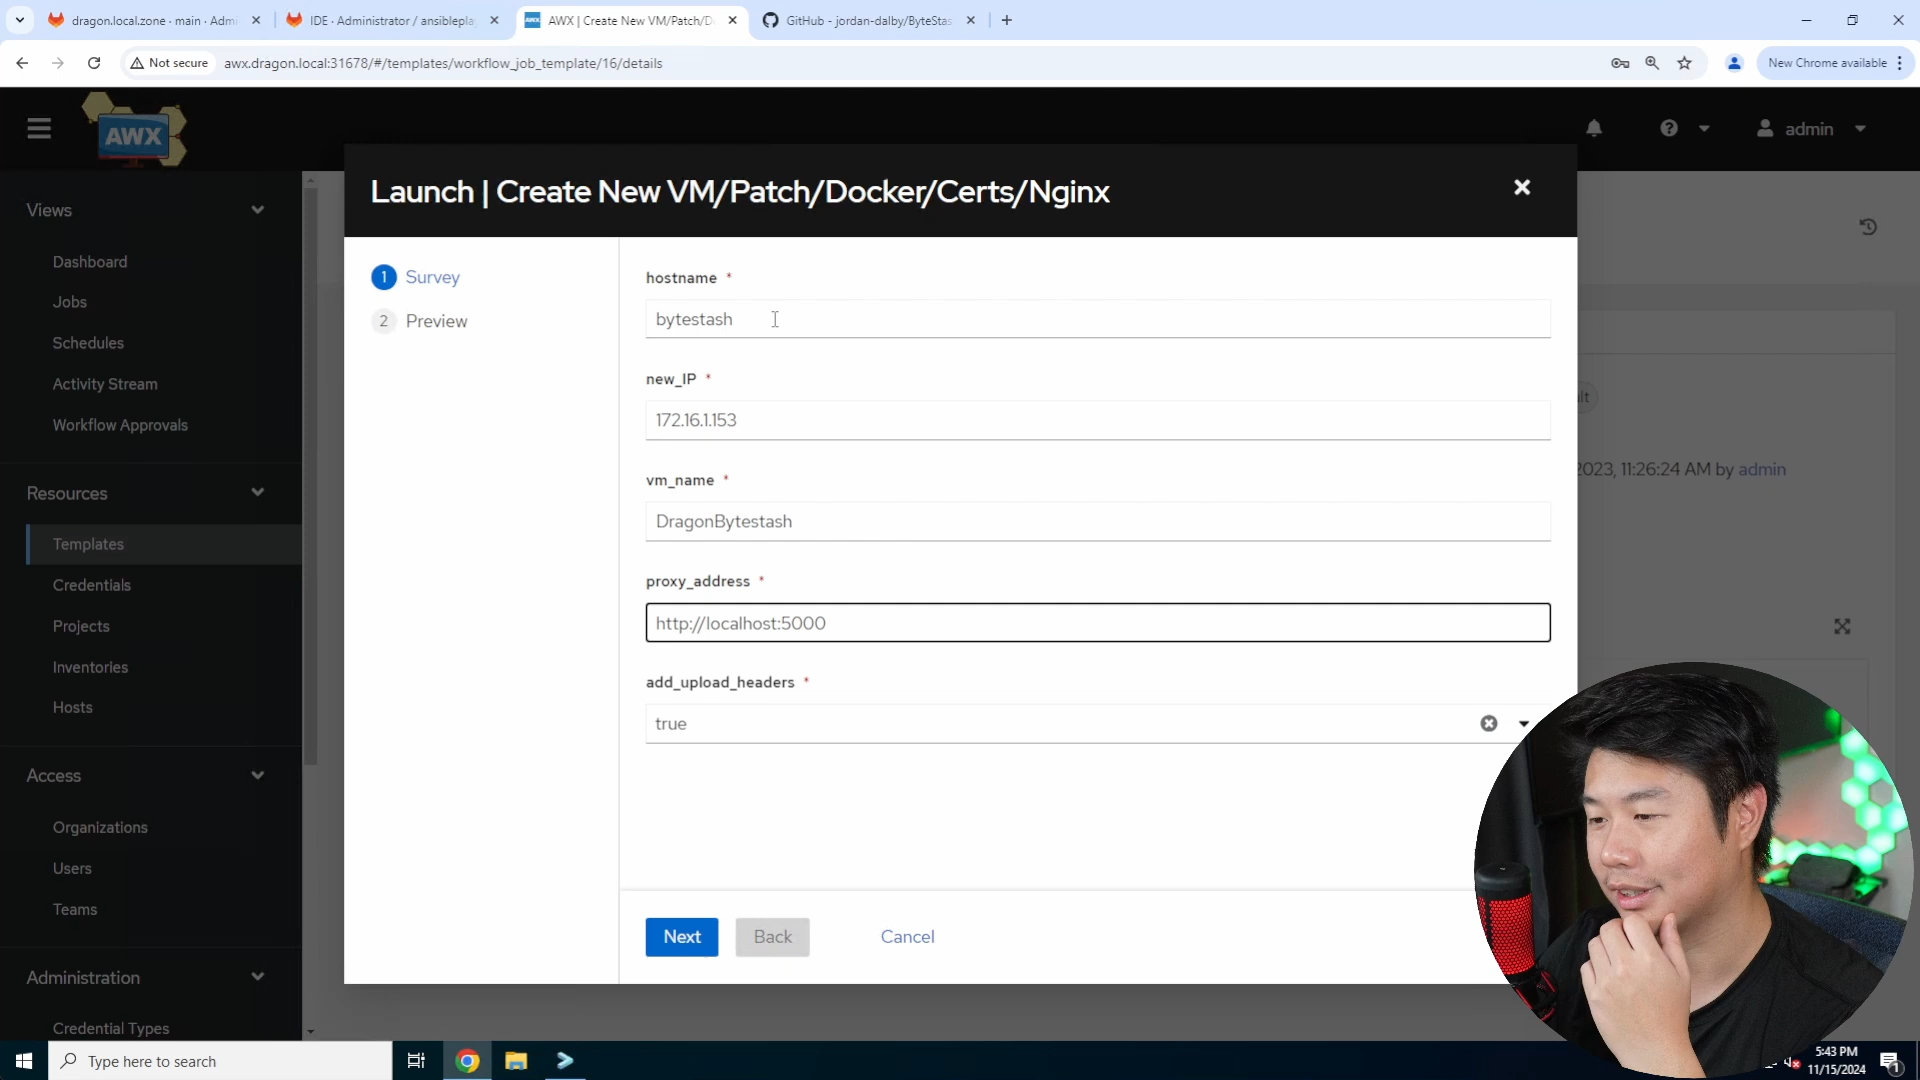 dragon.local.zone · main · Admi
IDE · Administrator / ansiblepla
AWX | Create New VM/Patch/D
GitHub - jordan-dalby/ByteStas
Not secure
awx.dragon.local:31678/#/templates/workflow_job_template/16/details
New Chrome available
AWX
admin
Launch | Create New VM/Patch/Docker/Certs/Nginx
Views
Dashboard
Jobs
Schedules
Activity Stream
Workflow Approvals
Resources
Templates
Credentials
Projects
Inventories
Hosts
Access
Organizations
Users
Teams
Administration
Credential Types
1 Survey
2 Preview
hostname *
bytestash
new_IP *
172.16.1.153
vm_name *
DragonBytestash
proxy_address *
http://localhost:5000
add_upload_headers *
true
Next
Back
Cancel
2023, 11:26:24 AM by admin
Type here to search
5:43 PM
11/15/2024
1